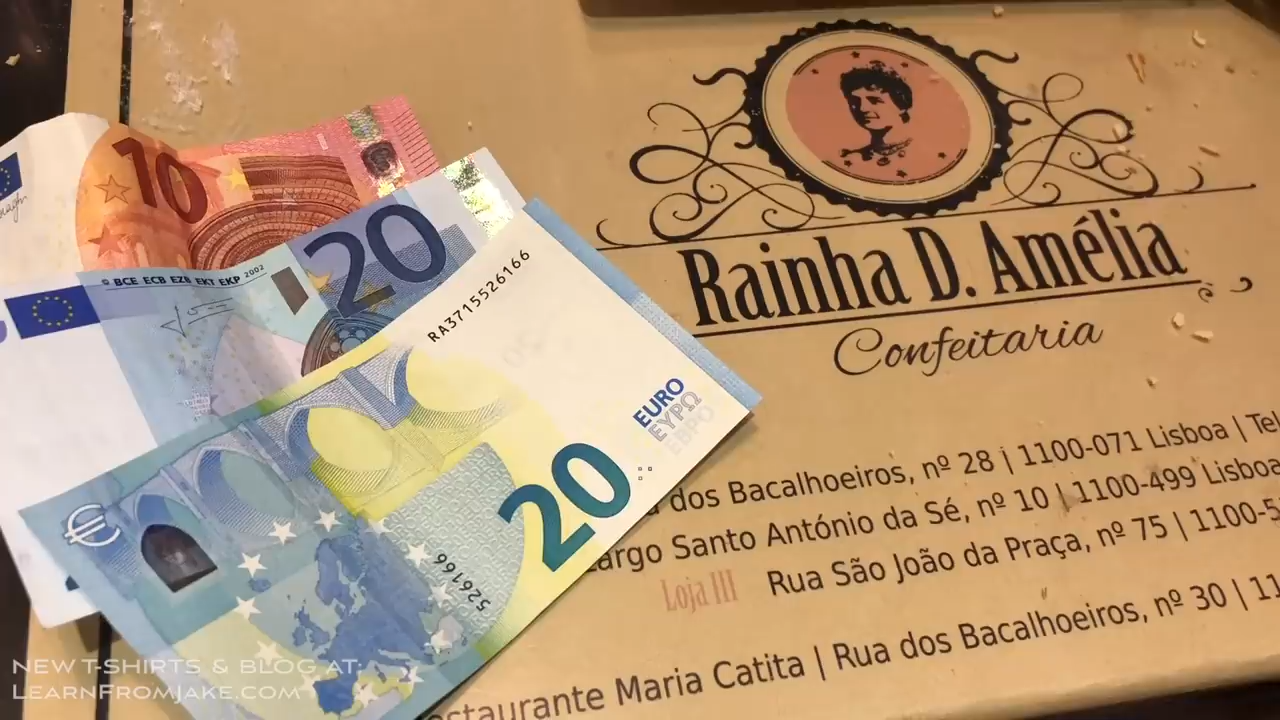 10
© BCE ECB EZB EKT EKP 2002
20
RA3715526166
EURO
ΕΥΡΩ
ЕВРО
20
€
526166
Rainha D. Amélia
Confeitaria
dos Bacalhoeiros, nº 28 | 1100-071 Lisboa | Tel
Largo Santo António da Sé, nº 10 | 1100-499 Lisboa
Loja III Rua São João da Praça, nº 75 | 1100-5
estaurante Maria Catita | Rua dos Bacalhoeiros, nº 30 | 11
NEW T-SHIRTS & BLOG AT:
LEARNFROMJAKE.COM